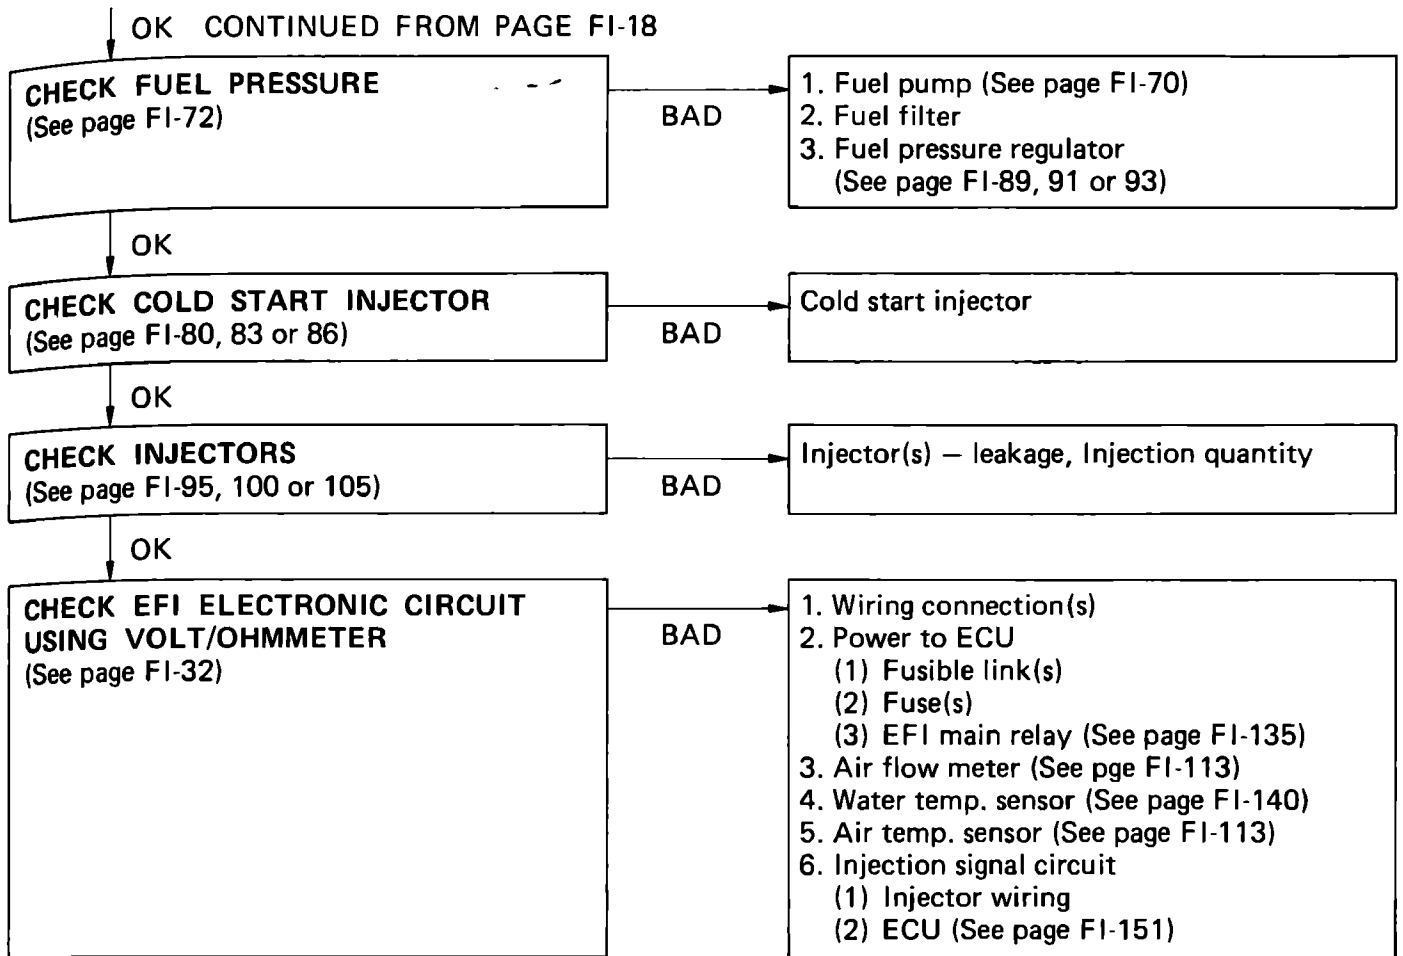 OK CONTINUED FROM PAGE FI-18
CHECK FUEL PRESSURE
(See page FI-72)
BAD
1. Fuel pump (See page FI-70)
2. Fuel filter
3. Fuel pressure regulator
(See page FI-89, 91 or 93)
OK
CHECK COLD START INJECTOR
(See page FI-80, 83 or 86)
BAD
Cold start injector
OK
CHECK INJECTORS
(See page FI-95, 100 or 105)
BAD
Injector(s) — leakage, Injection quantity
OK
CHECK EFI ELECTRONIC CIRCUIT
USING VOLT/OHMMETER
(See page FI-32)
BAD
1. Wiring connection(s)
2. Power to ECU
(1) Fusible link(s)
(2) Fuse(s)
(3) EFI main relay (See page FI-135)
3. Air flow meter (See pge FI-113)
4. Water temp. sensor (See page FI-140)
5. Air temp. sensor (See page FI-113)
6. Injection signal circuit
(1) Injector wiring
(2) ECU (See page FI-151)